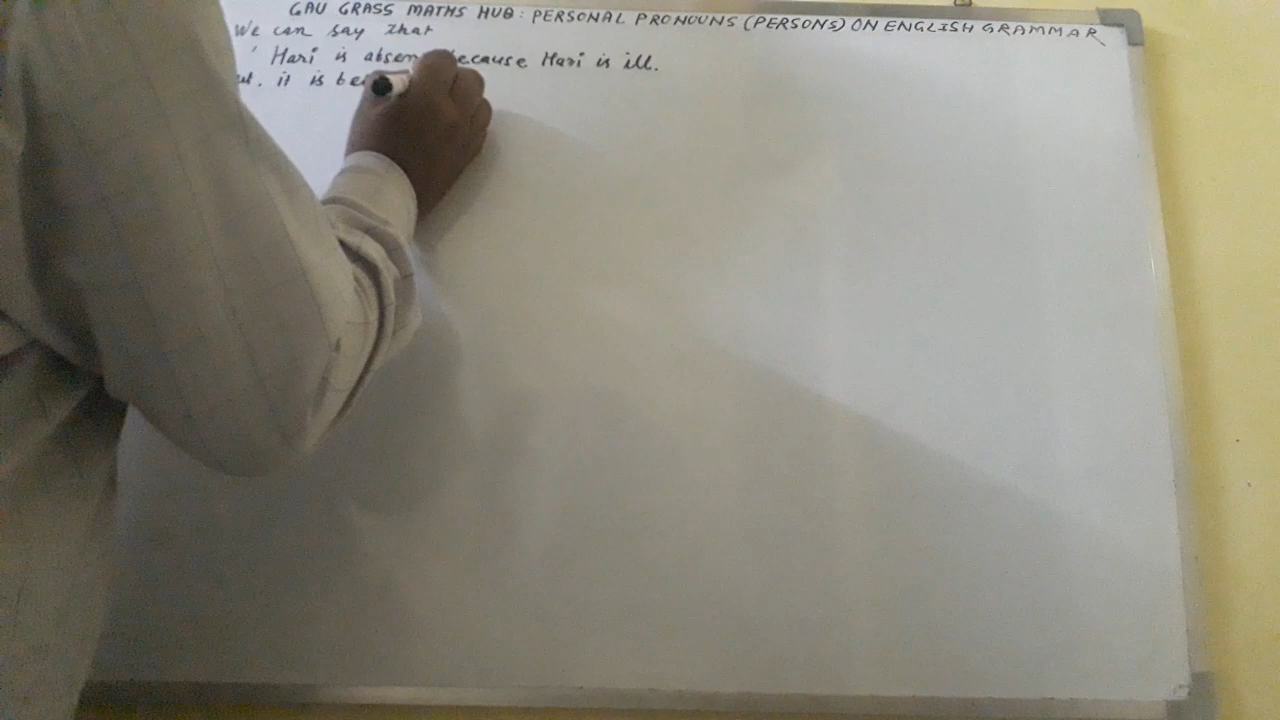 GAU GRASS MATHS HUB: PERSONAL PRONOUNS (PERSONS) ON ENGLISH GRAMMAR
We can say that
' Hari is absen ecause Hari is ill.
it is be